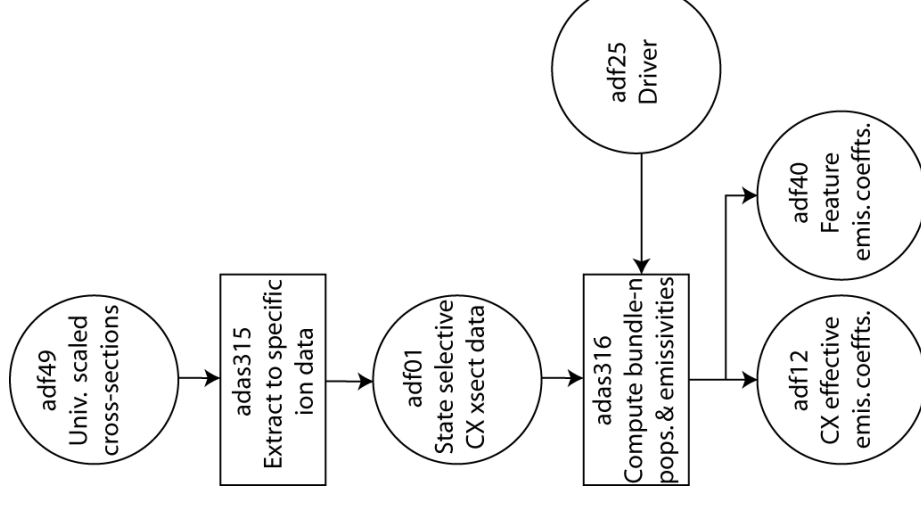 adf49
Univ. scaled
cross-sections
adas315
Extract to specific
ion data
adf01
State selective
CX xsect data
adas316
Compute bundle-n
pops. & emissivities
adf25
Driver
adf12
CX effective
emis. coeffts.
adf40
Feature
emis. coeffts.